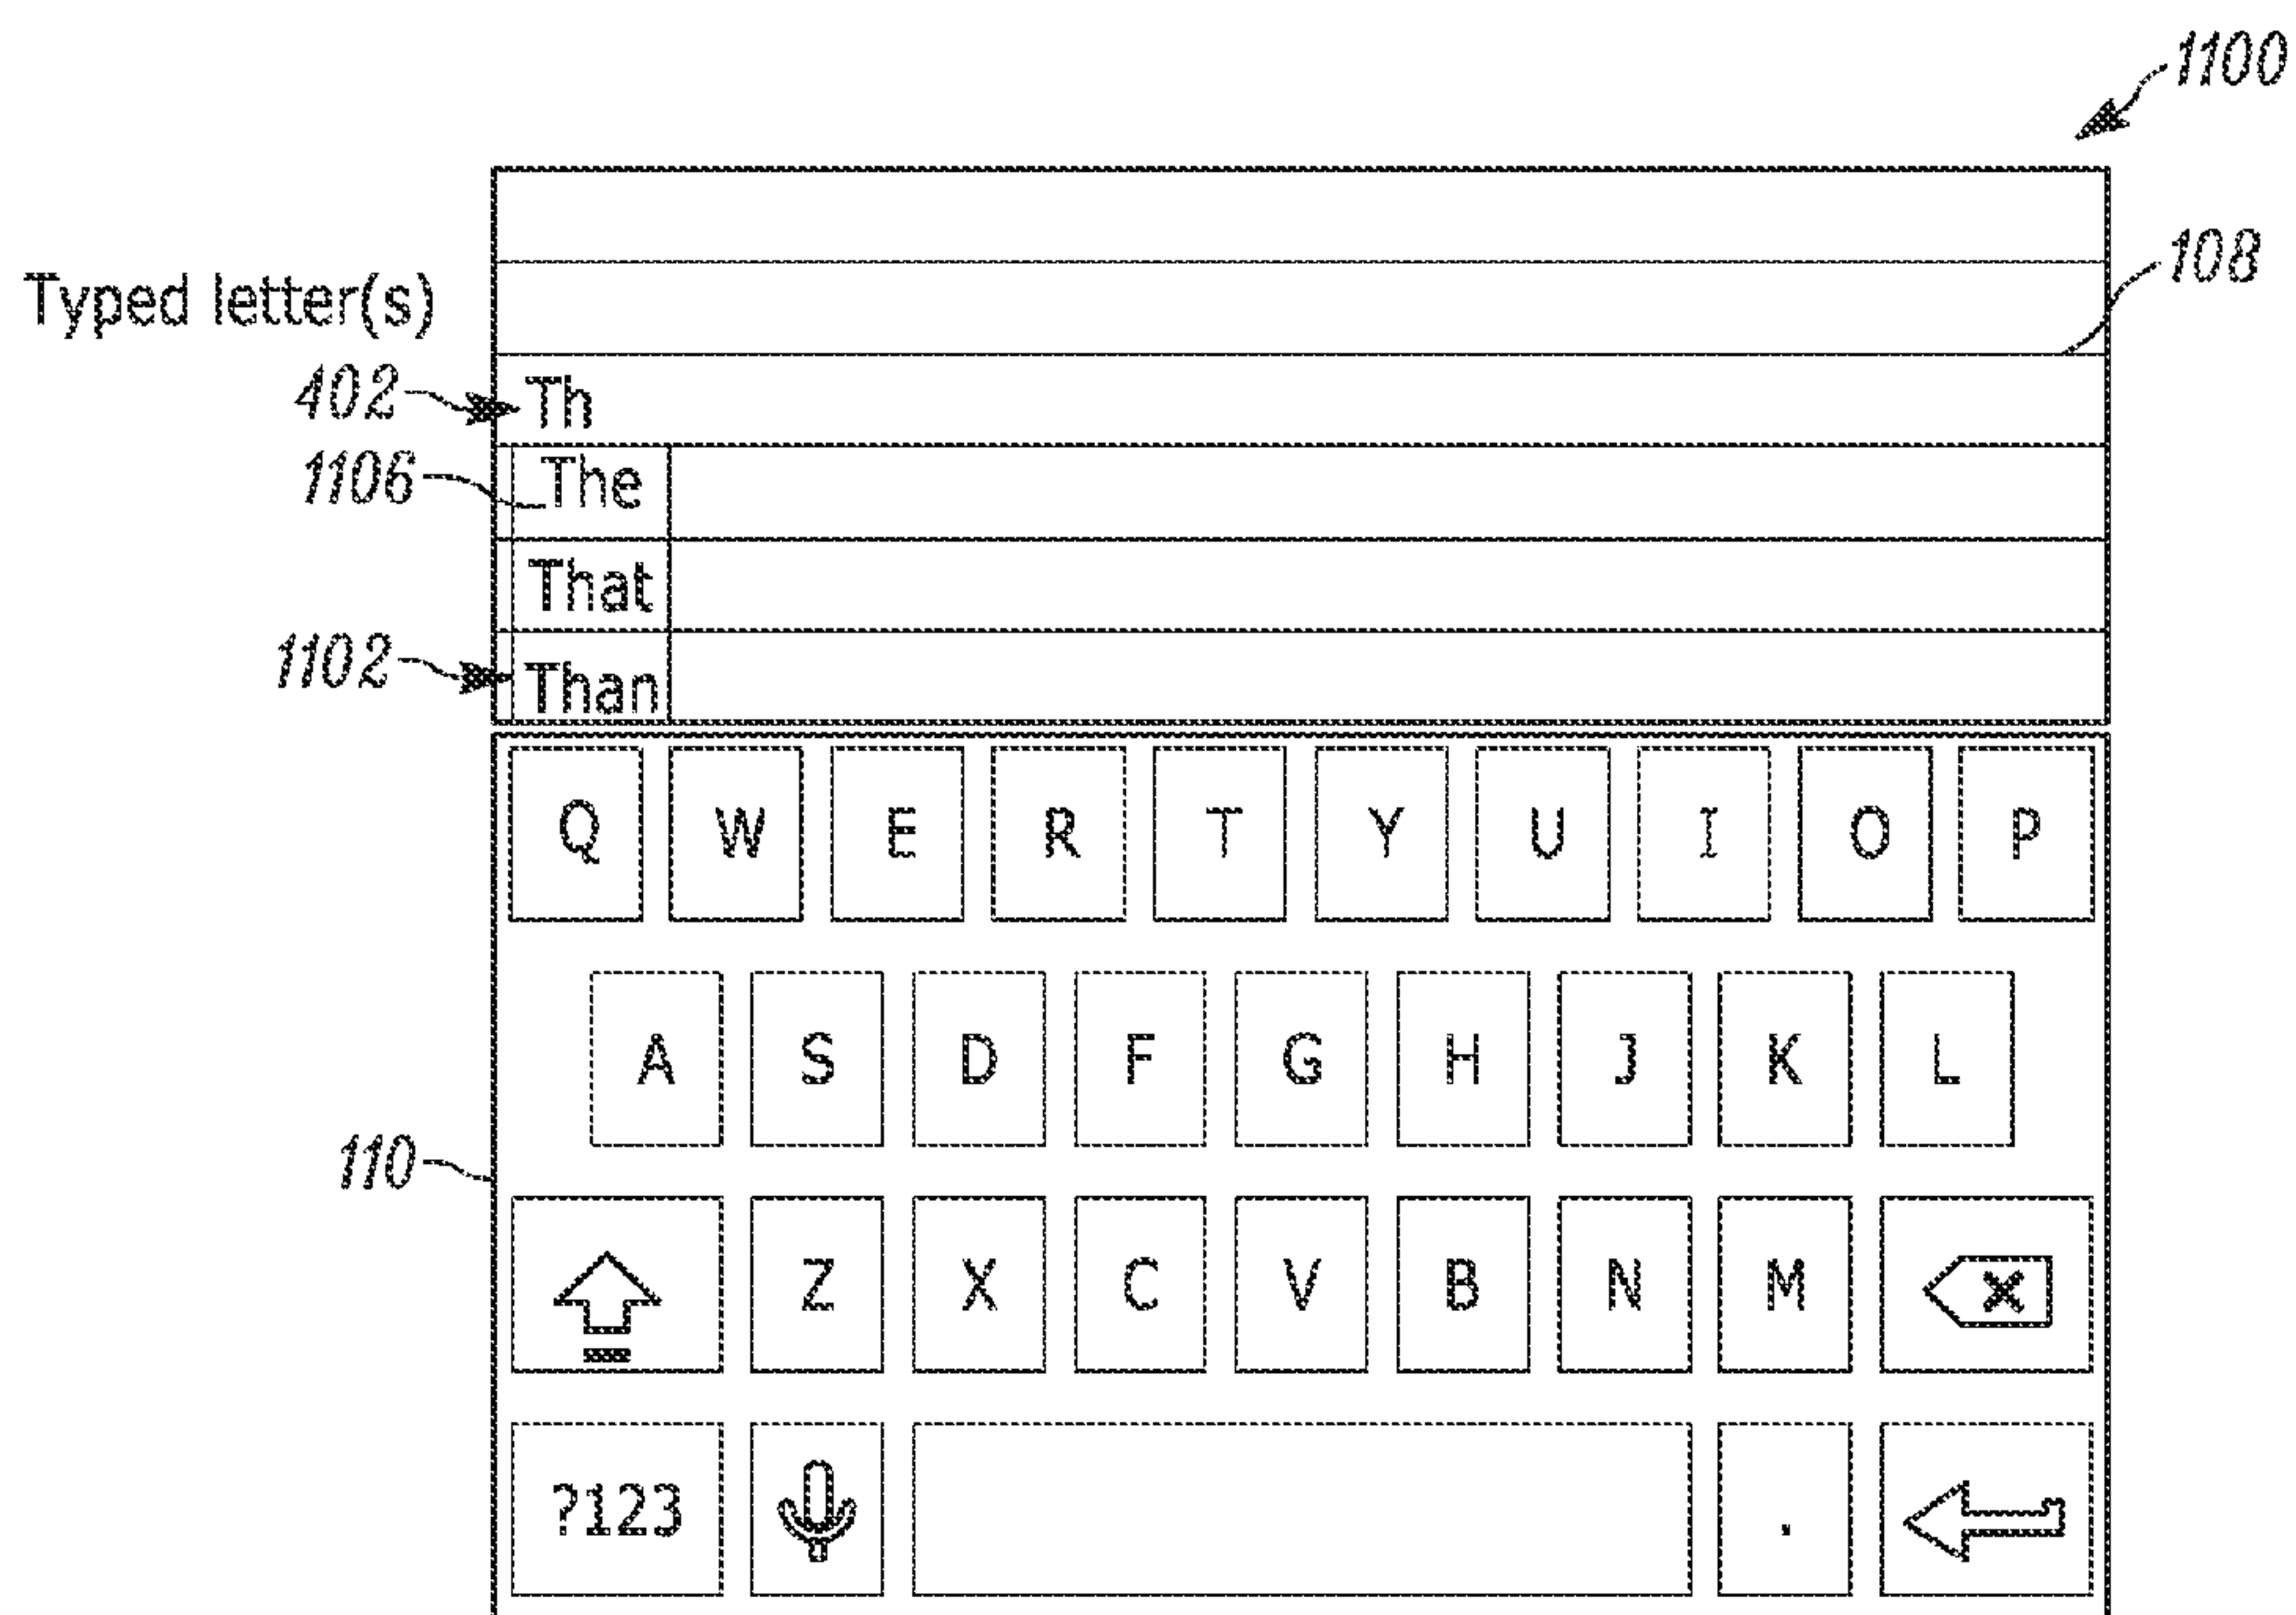 1100
108
Typed letter(s)
402 Th
1106 The
That
1102 Than
Q W E R T Y U I O P
A S D F G H J K L
110
Z X C V B N M
?123 .